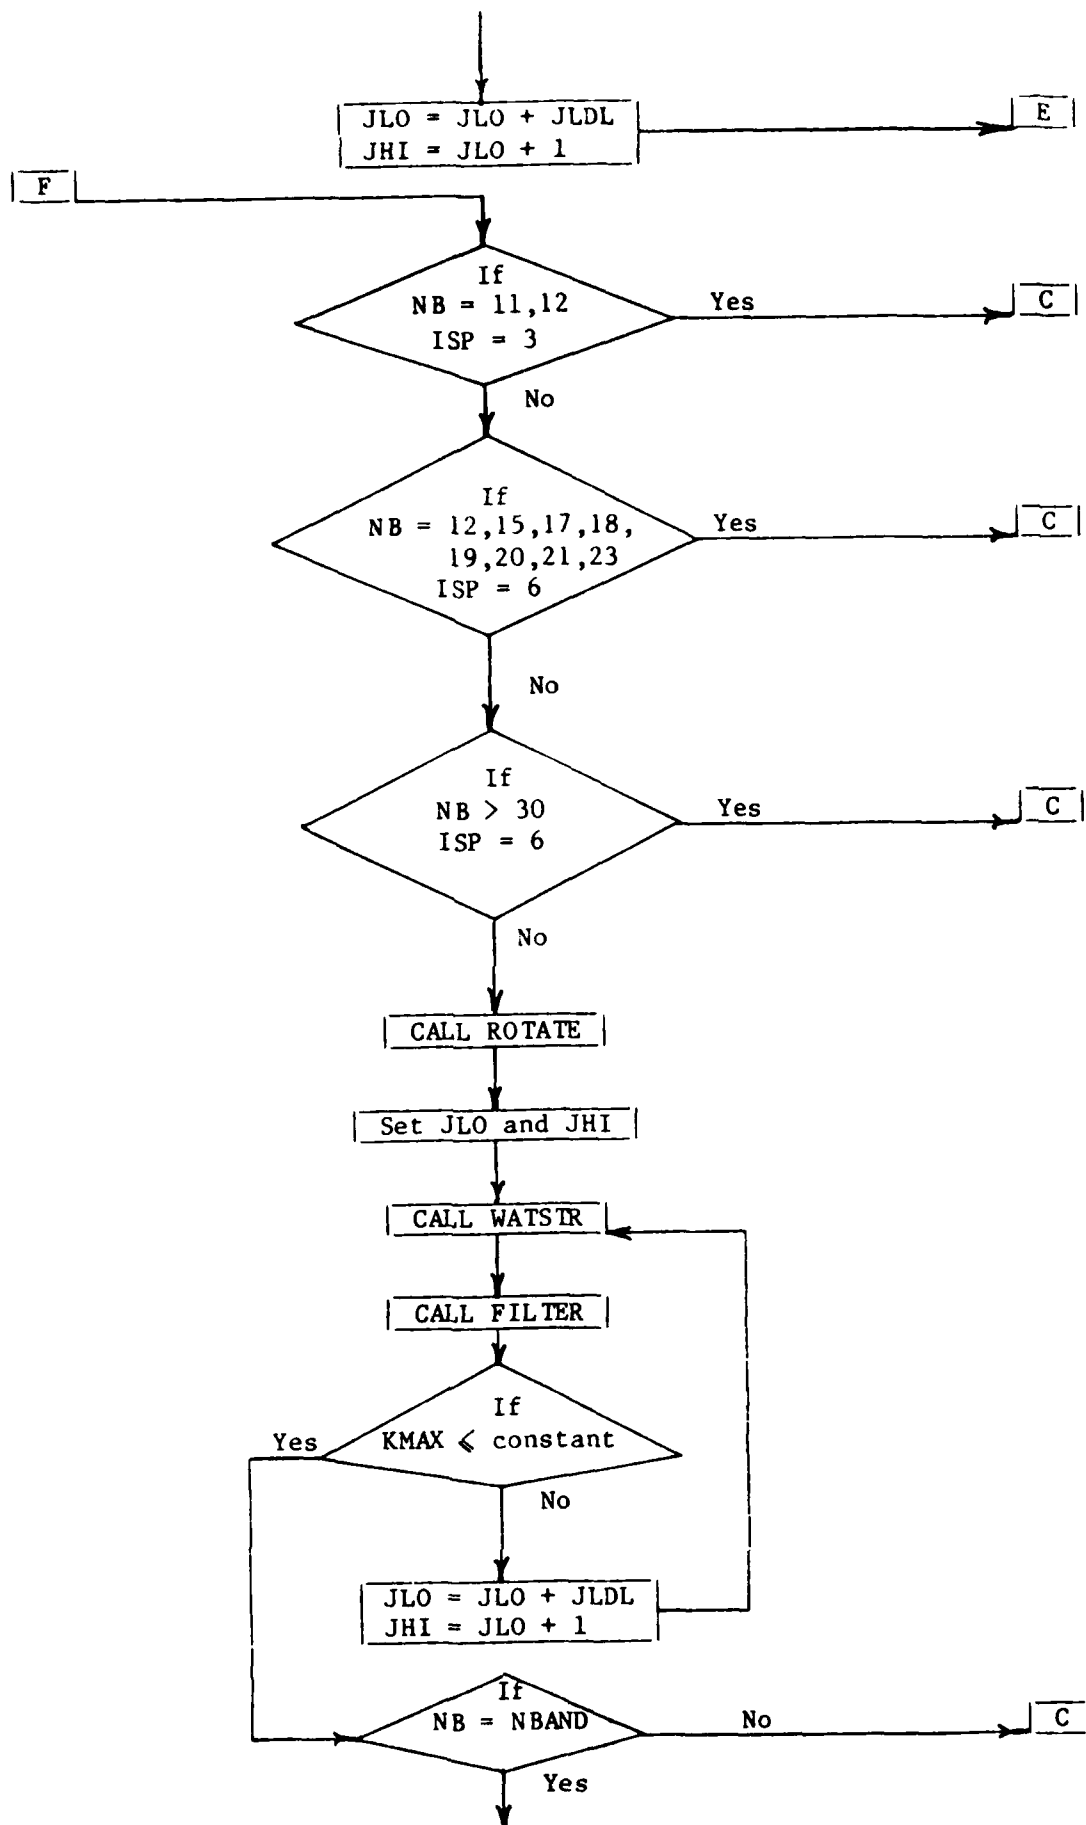 JLO = JLO + JLDL
JHI = JLO + 1
E
F
If
NB = 11,12
ISP = 3
Yes
C
No
If
NB = 12,15,17,18,
19,20,21,23
ISP = 6
Yes
C
No
If
NB > 30
ISP = 6
Yes
C
No
CALL ROTATE
Set JLO and JHI
CALL WATSTR
CALL FILTER
If
KMAX ⩽ constant
Yes
No
JLO = JLO + JLDL
JHI = JLO + 1
If
NB = NBAND
No
C
Yes